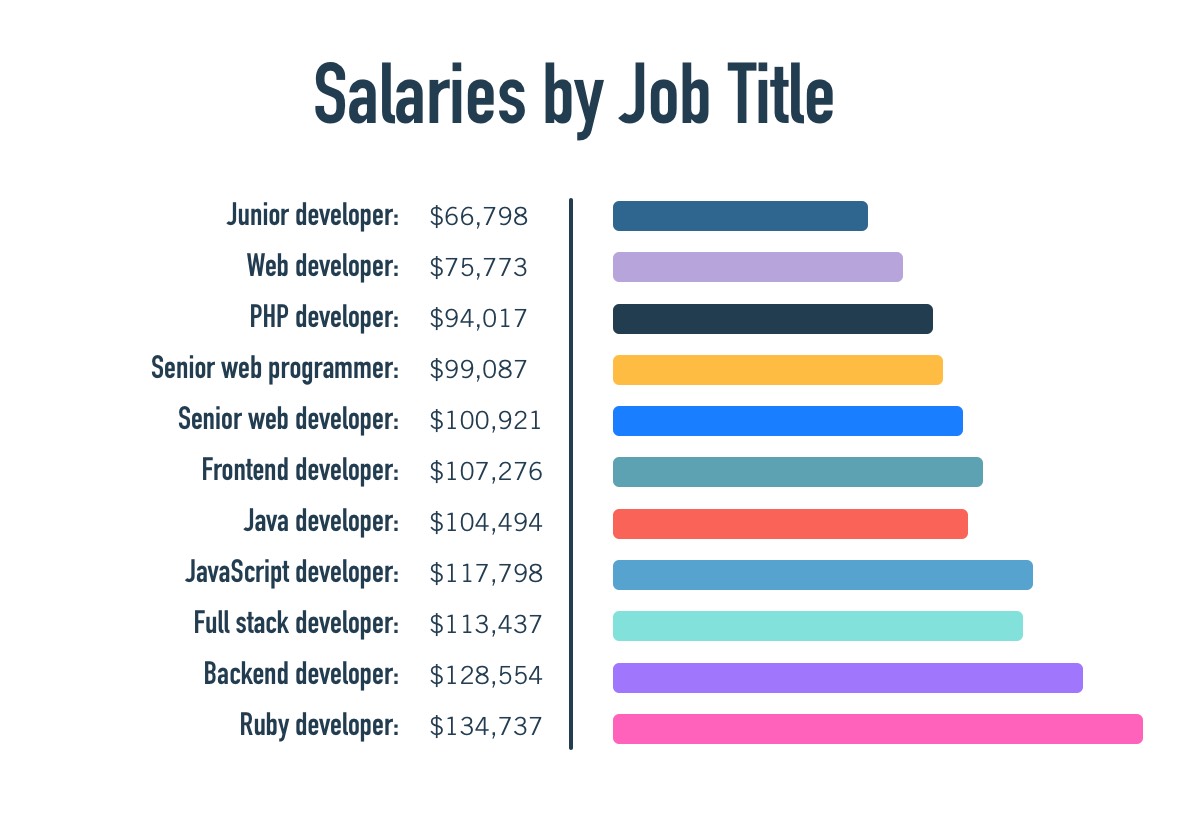 Salaries by Job Title
Junior developer: $66,798
Web developer: $75,773
PHP developer: $94,017
Senior web programmer: $99,087
Senior web developer: $100,921
Frontend developer: $107,276
Java developer: $104,494
JavaScript developer: $117,798
Full stack developer: $113,437
Backend developer: $128,554
Ruby developer: $134,737